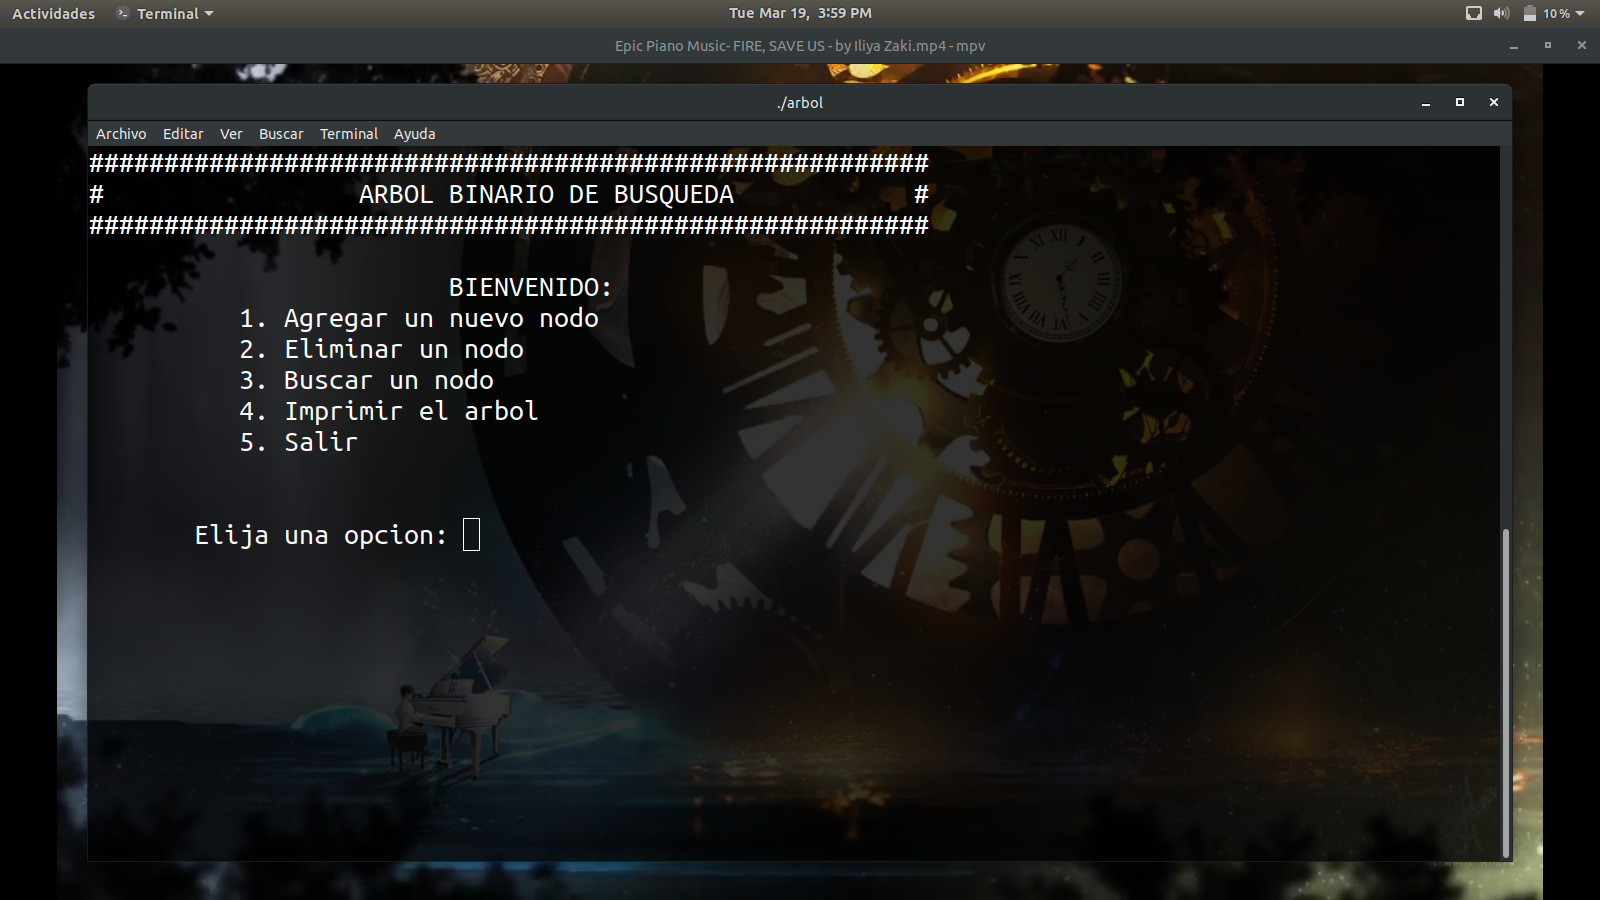 Actividades Terminal Tue Mar 19, 3:59 PM 10 %
Epic Piano Music- FIRE, SAVE US - by Iliya Zaki.mp4 - mpv
./arbol
Archivo Editar Ver Buscar Terminal Ayuda
########################################################
# ARBOL BINARIO DE BUSQUEDA #
########################################################
BIENVENIDO:
1. Agregar un nuevo nodo
2. Eliminar un nodo
3. Buscar un nodo
4. Imprimir el arbol
5. Salir
Elija una opcion: